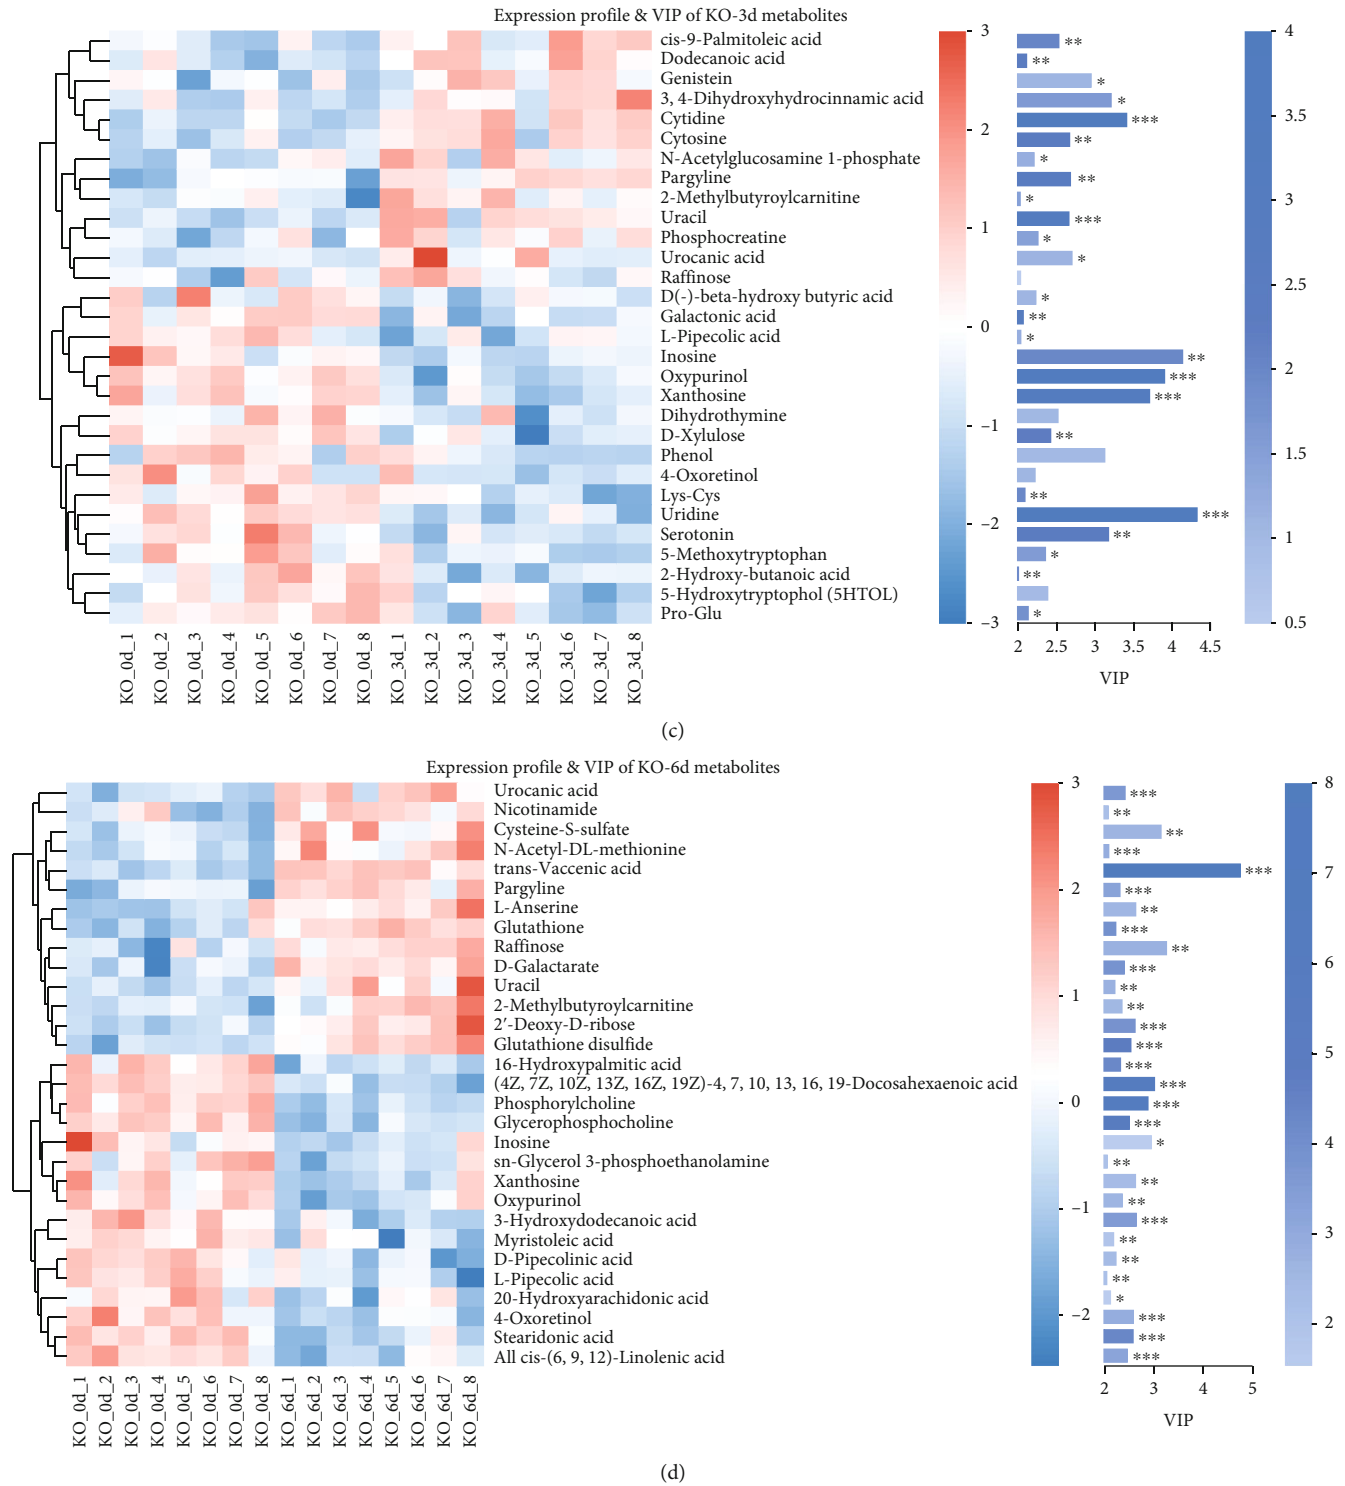 Expression profile & VIP of KO-3d metabolites
cis-9-Palmitoleic acid
Dodecanoic acid
Genistein
3, 4-Dihydroxyhydrocinnamic acid
Cytidine
Cytosine
N-Acetylglucosamine 1-phosphate
Pargyline
2-Methylbutyroylcarnitine
Uracil
Phosphocreatine
Urocanic acid
Raffinose
D(-)-beta-hydroxy butyric acid
Galactonic acid
L-Pipecolic acid
Inosine
Oxypurinol
Xanthosine
Dihydrothymine
D-Xylulose
Phenol
4-Oxoretinol
Lys-Cys
Uridine
Serotonin
5-Methoxytryptophan
2-Hydroxy-butanoic acid
5-Hydroxytryptophol (5HTOL)
Pro-Glu
KO_0d_1
KO_0d_2
KO_0d_3
KO_0d_4
KO_0d_5
KO_0d_6
KO_0d_7
KO_0d_8
KO_3d_1
KO_3d_2
KO_3d_3
KO_3d_4
KO_3d_5
KO_3d_6
KO_3d_7
KO_3d_8
3
2
1
0
−1
−2
−3
**
**
*
*
***
**
*
**
*
***
*
*
*
**
*
**
***
***
**
**
***
**
*
**
*
2 2.5 3 3.5 4 4.5
VIP
4
3.5
3
2.5
2
1.5
1
0.5
(c)
Expression profile & VIP of KO-6d metabolites
Urocanic acid
Nicotinamide
Cysteine-S-sulfate
N-Acetyl-DL-methionine
trans-Vaccenic acid
Pargyline
L-Anserine
Glutathione
Raffinose
D-Galactarate
Uracil
2-Methylbutyroylcarnitine
2′-Deoxy-D-ribose
Glutathione disulfide
16-Hydroxypalmitic acid
(4Z, 7Z, 10Z, 13Z, 16Z, 19Z)-4, 7, 10, 13, 16, 19-Docosahexaenoic acid
Phosphorylcholine
Glycerophosphocholine
Inosine
sn-Glycerol 3-phosphoethanolamine
Xanthosine
Oxypurinol
3-Hydroxydodecanoic acid
Myristoleic acid
D-Pipecolinic acid
L-Pipecolic acid
20-Hydroxyarachidonic acid
4-Oxoretinol
Stearidonic acid
All cis-(6, 9, 12)-Linolenic acid
KO_0d_1
KO_0d_2
KO_0d_3
KO_0d_4
KO_0d_5
KO_0d_6
KO_0d_7
KO_0d_8
KO_6d_1
KO_6d_2
KO_6d_3
KO_6d_4
KO_6d_5
KO_6d_6
KO_6d_7
KO_6d_8
3
2
1
0
−1
−2
***
**
**
***
***
***
**
***
**
***
**
**
***
***
***
***
***
***
*
**
**
**
***
**
**
**
*
***
***
***
2 3 4 5
VIP
8
7
6
5
4
3
2
(d)